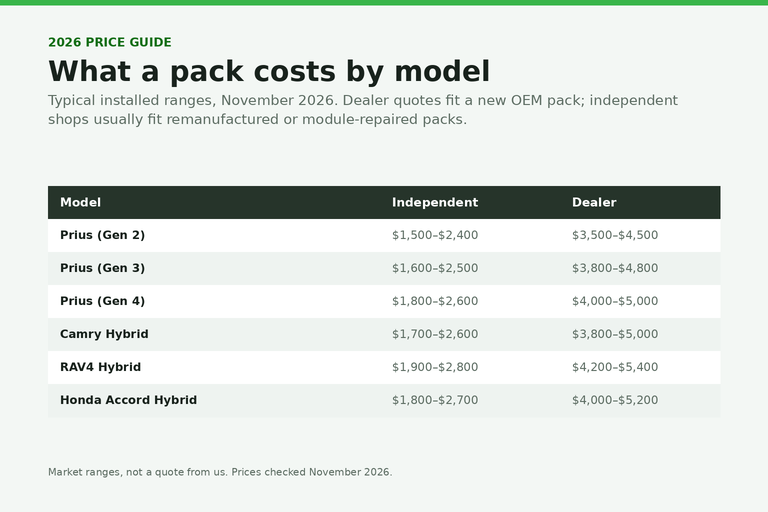 2026 PRICE GUIDE
What a pack costs by model
Typical installed ranges, November 2026. Dealer quotes fit a new OEM pack; independent
shops usually fit remanufactured or module-repaired packs.
Model Independent Dealer
Prius (Gen 2) $1,500–$2,400 $3,500–$4,500
Prius (Gen 3) $1,600–$2,500 $3,800–$4,800
Prius (Gen 4) $1,800–$2,600 $4,000–$5,000
Camry Hybrid $1,700–$2,600 $3,800–$5,000
RAV4 Hybrid $1,900–$2,800 $4,200–$5,400
Honda Accord Hybrid $1,800–$2,700 $4,000–$5,200
Market ranges, not a quote from us. Prices checked November 2026.